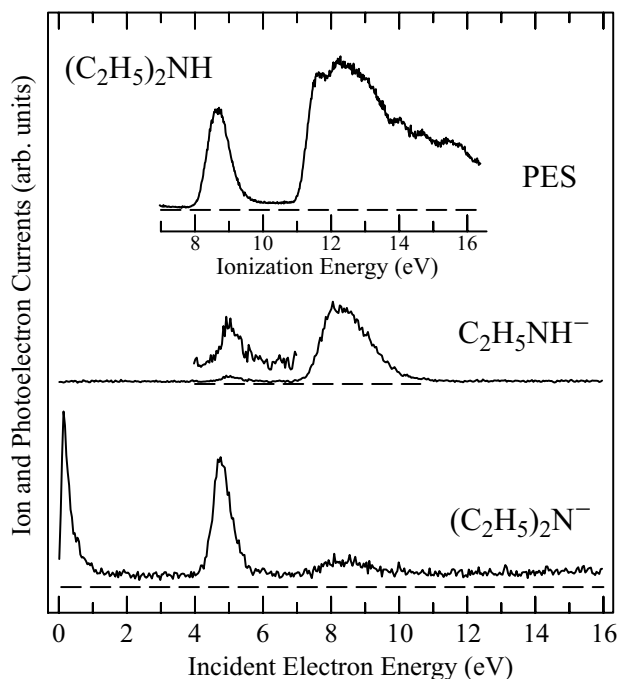 Ion and Photoelectron Currents (arb. units)
(C₂H₅)₂NH
PES
8 10 12 14 16
Ionization Energy (eV)
C₂H₅NH⁻
(C₂H₅)₂N⁻
0 2 4 6 8 10 12 14 16
Incident Electron Energy (eV)